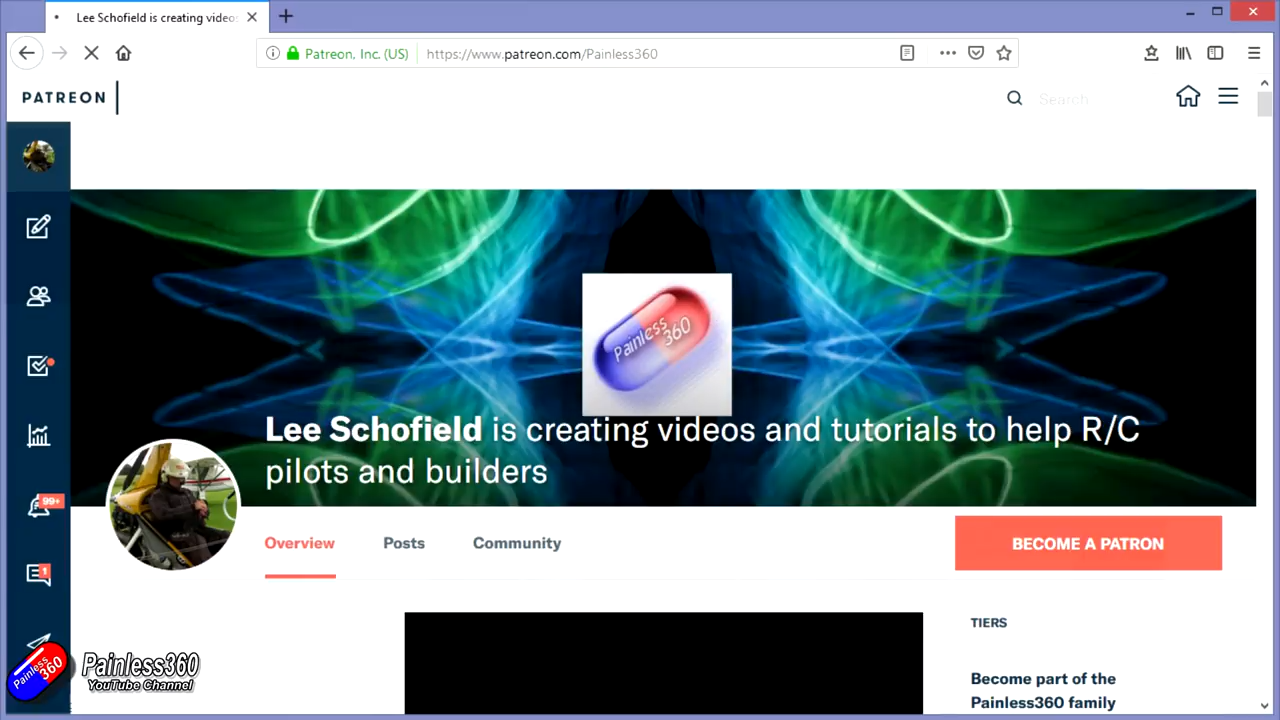 Lee Schofield is creating videos
Patreon, Inc. (US)
https://www.patreon.com/Painless360
PATREON
Search
Painless
360
Lee Schofield is creating videos and tutorials to help R/C
pilots and builders
99+
Overview
Posts
Community
BECOME A PATRON
1
TIERS
Become part of the
Painless360 family
Painless
360
Painless360
YouTube Channel